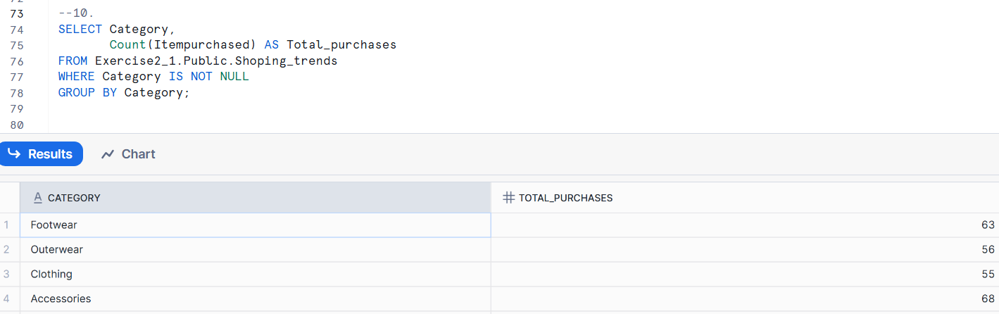 73 --10.
74 SELECT Category,
75 Count(Itempurchased) AS Total_purchases
76 FROM Exercise2_1.Public.Shoping_trends
77 WHERE Category IS NOT NULL
78 GROUP BY Category;
79
80
Results Chart
CATEGORY TOTAL_PURCHASES
1 Footwear 63
2 Outerwear 56
3 Clothing 55
4 Accessories 68